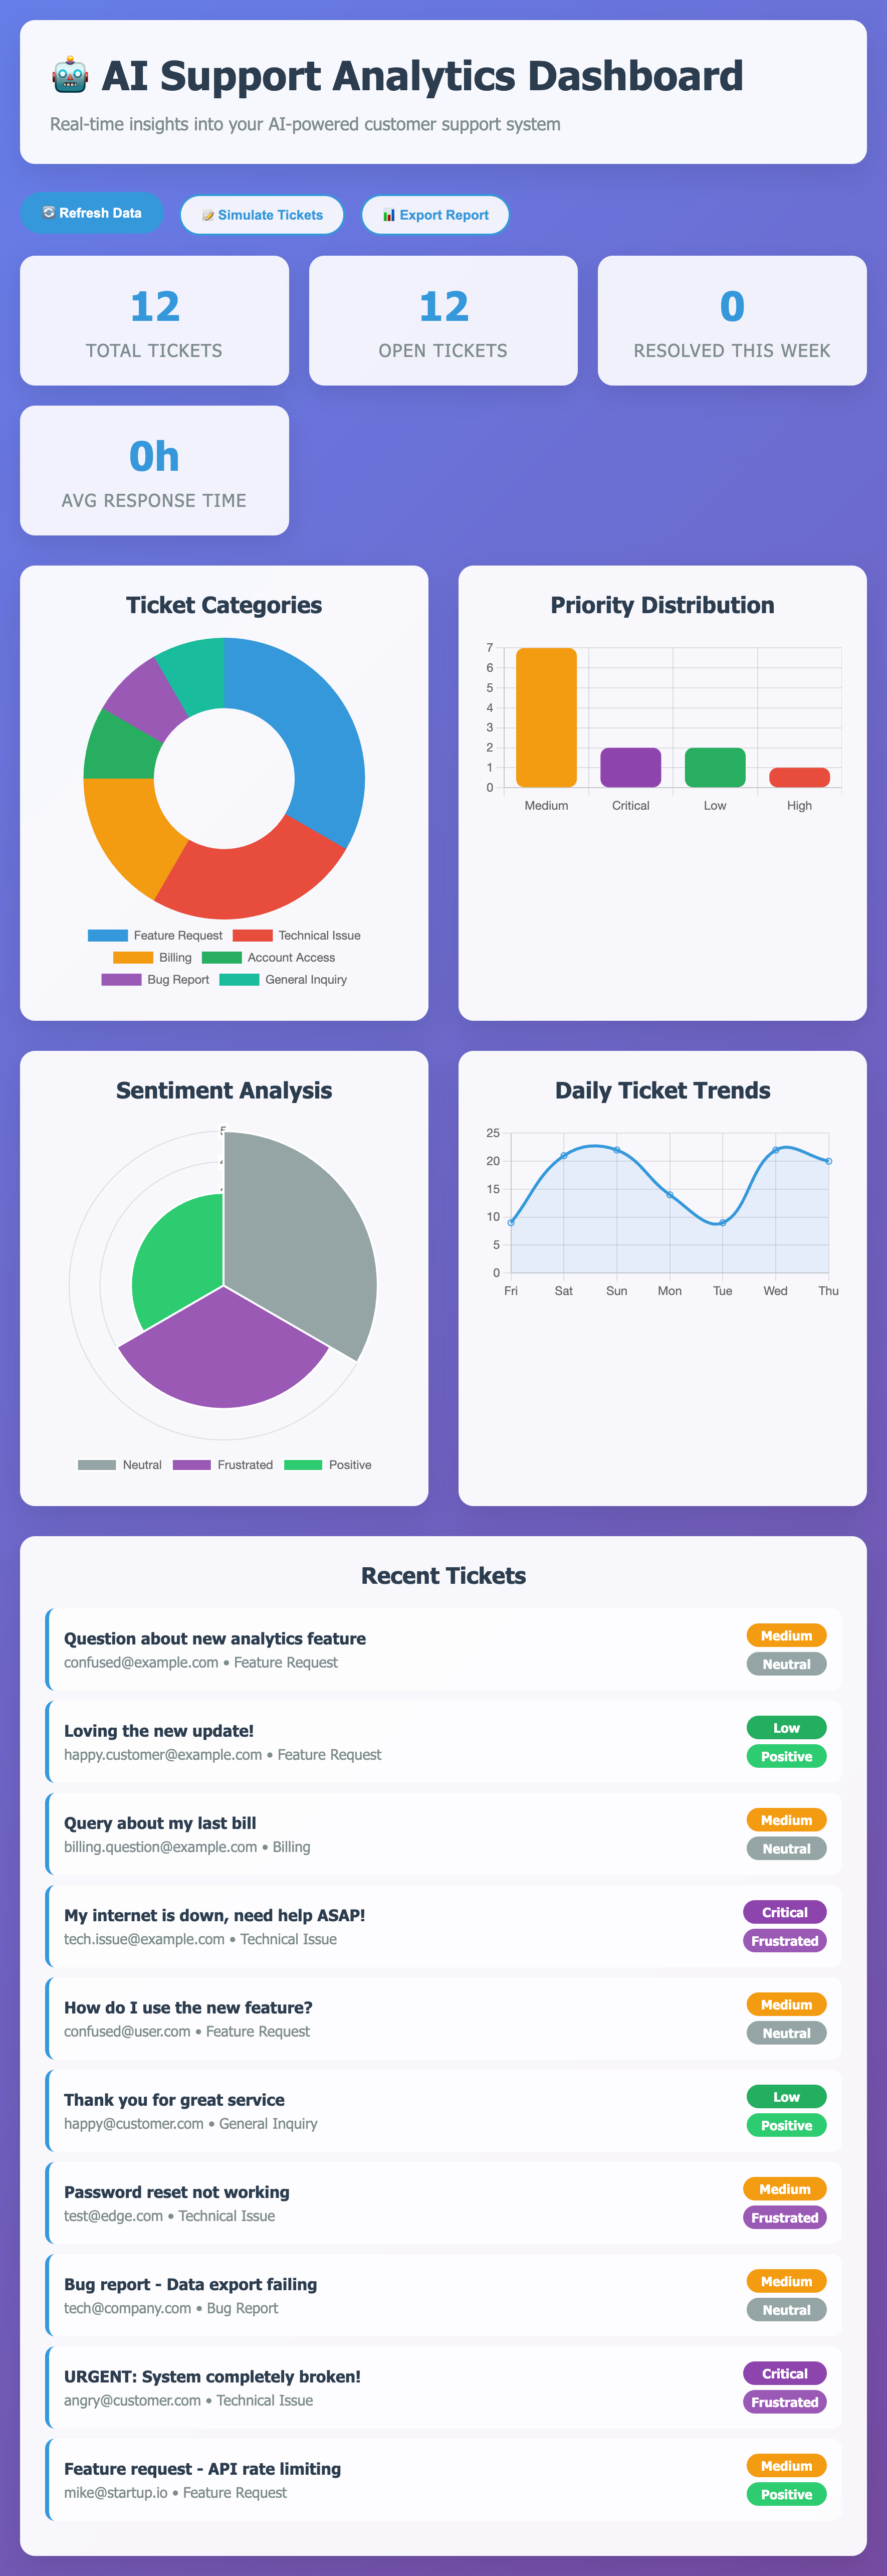 🤖 AI Support Analytics Dashboard
Real-time insights into your AI-powered customer support system
🔄 Refresh Data
📝 Simulate Tickets
📊 Export Report
12
TOTAL TICKETS
12
OPEN TICKETS
0
RESOLVED THIS WEEK
0h
AVG RESPONSE TIME
Ticket Categories
Feature Request
Technical Issue
Billing
Account Access
Bug Report
General Inquiry
Priority Distribution
7
6
5
4
3
2
1
0
Medium
Critical
Low
High
Sentiment Analysis
5
Neutral
Frustrated
Positive
Daily Ticket Trends
25
20
15
10
5
0
Fri
Sat
Sun
Mon
Tue
Wed
Thu
Recent Tickets
Question about new analytics feature
confused@example.com • Feature Request
Medium
Neutral
Loving the new update!
happy.customer@example.com • Feature Request
Low
Positive
Query about my last bill
billing.question@example.com • Billing
Medium
Neutral
My internet is down, need help ASAP!
tech.issue@example.com • Technical Issue
Critical
Frustrated
How do I use the new feature?
confused@user.com • Feature Request
Medium
Neutral
Thank you for great service
happy@customer.com • General Inquiry
Low
Positive
Password reset not working
test@edge.com • Technical Issue
Medium
Frustrated
Bug report - Data export failing
tech@company.com • Bug Report
Medium
Neutral
URGENT: System completely broken!
angry@customer.com • Technical Issue
Critical
Frustrated
Feature request - API rate limiting
mike@startup.io • Feature Request
Medium
Positive